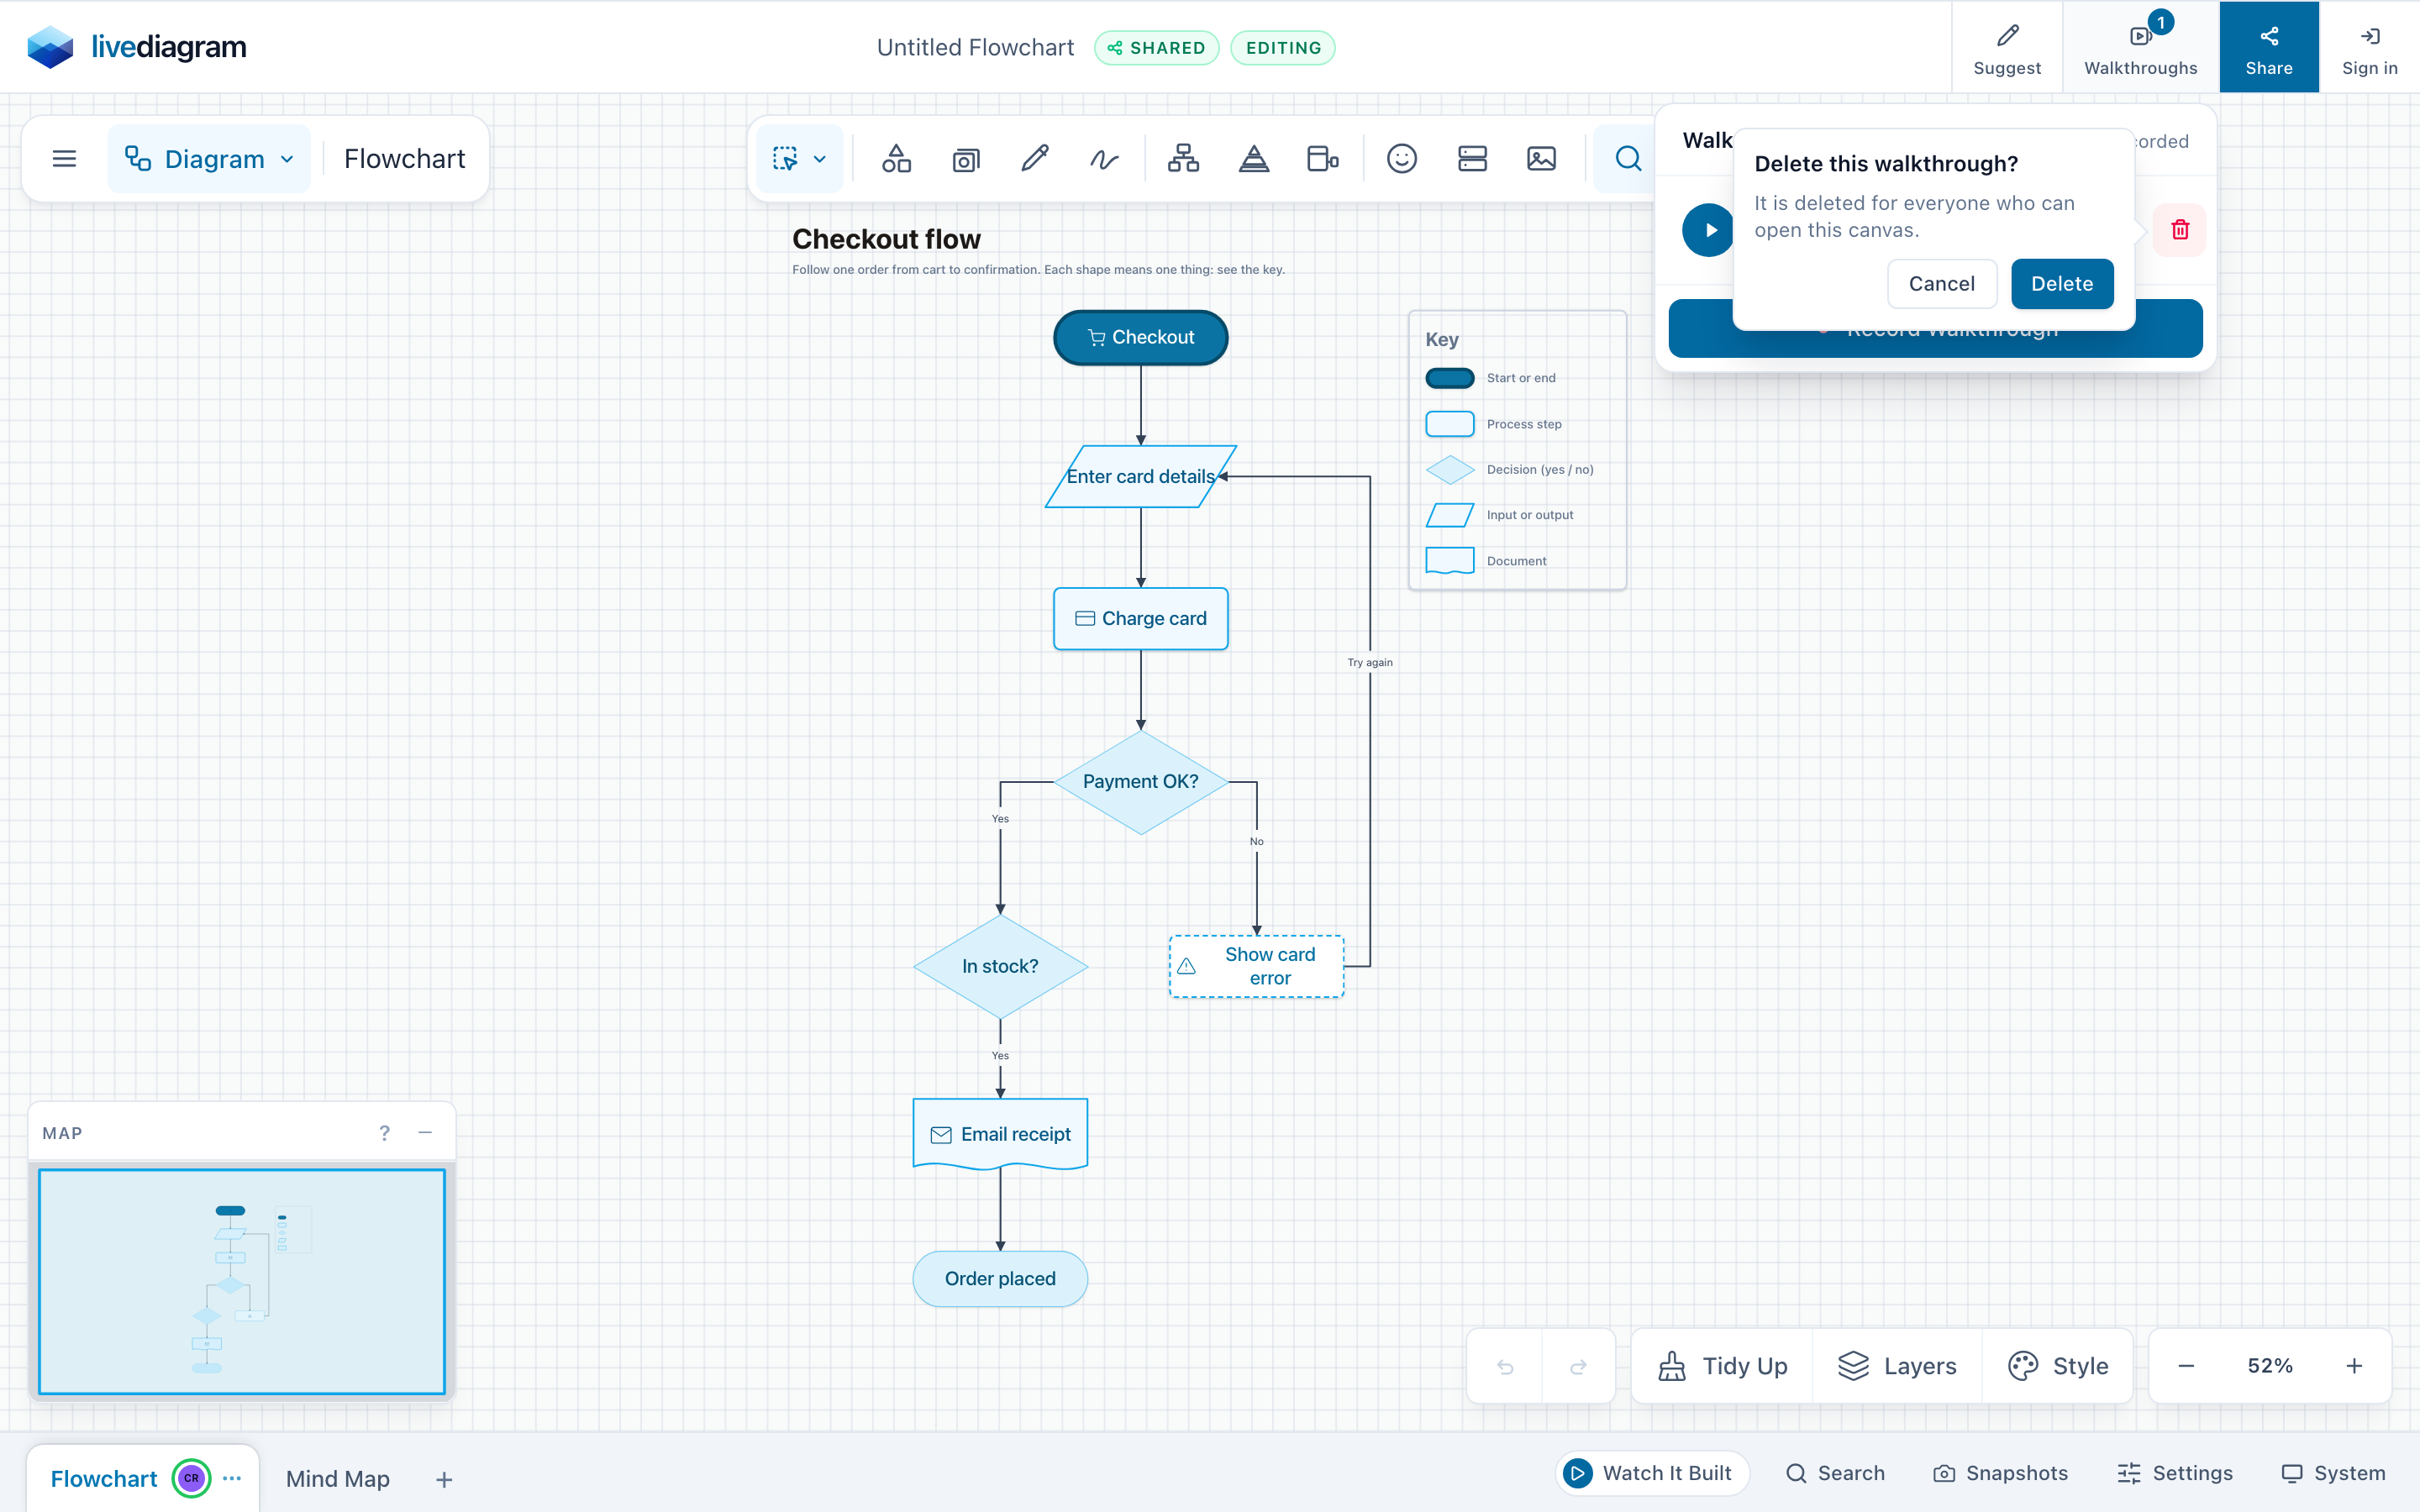 livediagram
Untitled Flowchart
SHARED
EDITING
Suggest
1
Walkthroughs
Share
Sign in
Diagram
Flowchart
Walk
corded
Delete this walkthrough?
It is deleted for everyone who can
open this canvas.
Cancel
Delete
Record Walkthrough
Checkout flow
Follow one order from cart to confirmation. Each shape means one thing: see the key.
Checkout
Key
Start or end
Process step
Decision (yes / no)
Input or output
Document
Enter card details
Charge card
Try again
Payment OK?
Yes
No
In stock?
Show card
error
Yes
Email receipt
Order placed
MAP
?
Tidy Up
Layers
Style
52%
Flowchart
CR
Mind Map
Watch It Built
Search
Snapshots
Settings
System